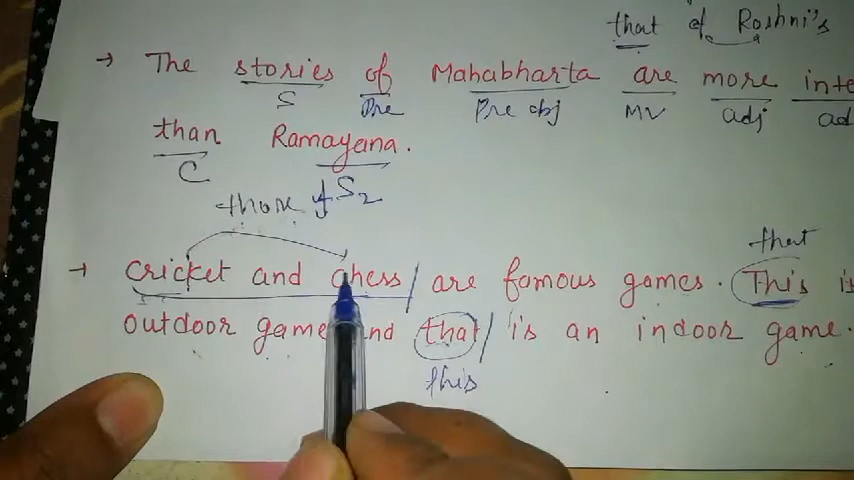 that of Roshni's
→ The stories of Mahabharta are more inte
S Pre Pre obj MV adj ad
than Ramayana.
C S2
those of
that
→ cricket and chess / are famous games. This is
outdoor game and that / is an indoor game.
this